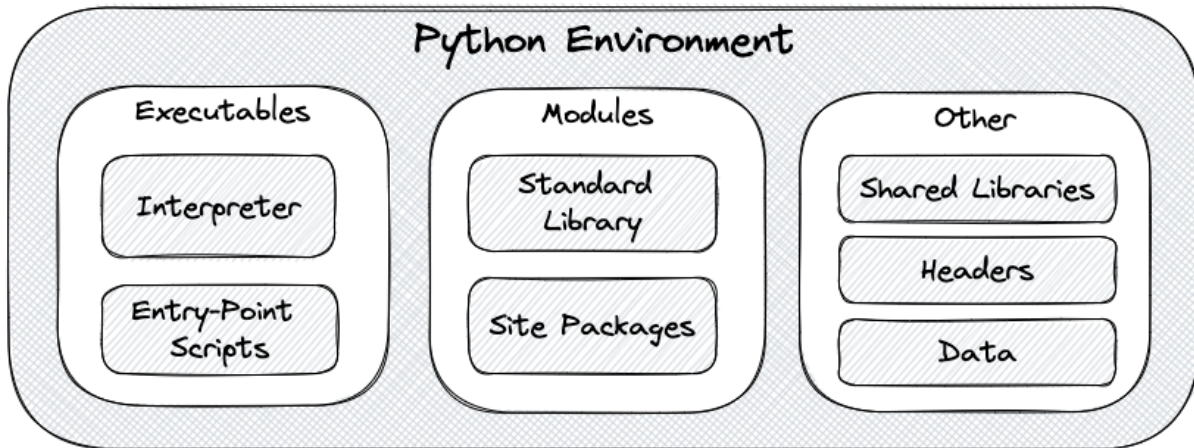 Python Environment
Executables
Interpreter
Entry-Point
Scripts
Modules
Standard
Library
Site Packages
Other
Shared Libraries
Headers
Data